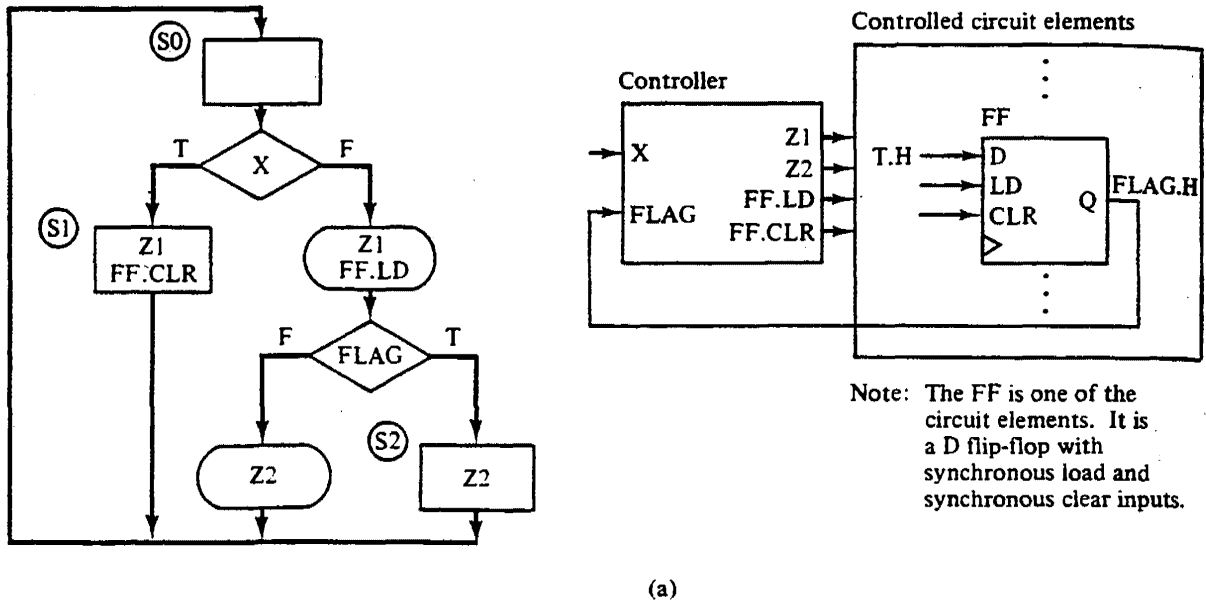 S0
X
T
F
S1
Z1
FF.CLR
Z1
FF.LD
FLAG
F
T
Z2
S2
Z2
Controlled circuit elements
Controller
X
FLAG
Z1
Z2
FF.LD
FF.CLR
FF
T.H
D
LD
CLR
Q
FLAG.H
Note: The FF is one of the
circuit elements. It is
a D flip-flop with
synchronous load and
synchronous clear inputs.
(a)